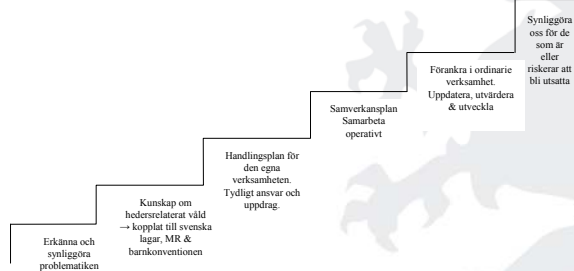 Erkänna och
synliggöra
problematiken
Kunskap om
hedersrelaterat våld
→ kopplat till svenska
lagar, MR &
barnkonventionen
Handlingsplan för
den egna
verksamheten.
Tydligt ansvar och
uppdrag.
Samverkansplan
Samarbeta
operativt
Förankra i ordinarie
verksamhet.
Uppdatera, utvärdera
& utveckla
Synliggöra
oss för de
som är
eller
riskerar att
bli utsatta